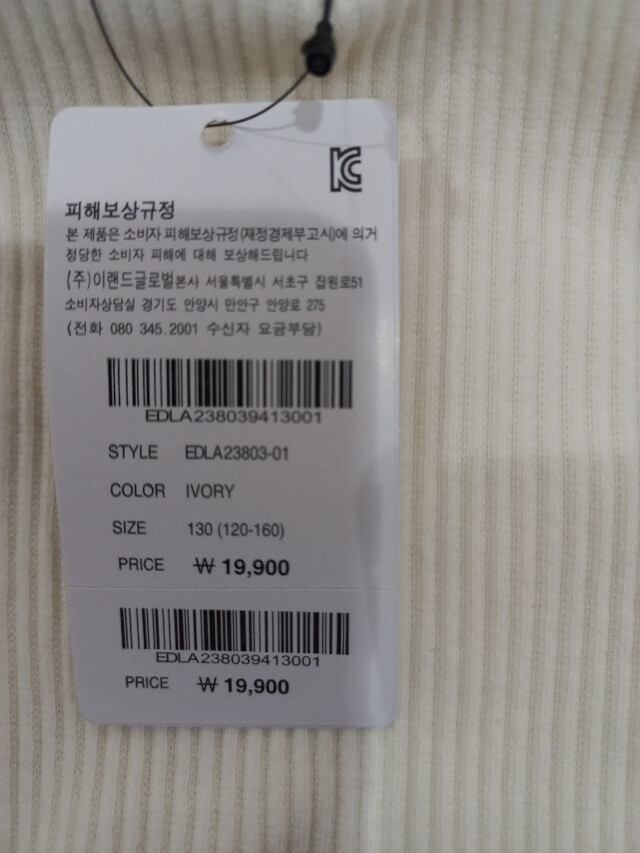 피해보상규정
본 제품은 소비자 피해보상규정(재정경제부고시)에 의거
정당한 소비자 피해에 대해 보상해드립니다
(주)이랜드글로벌본사 서울특별시 서초구 잠원로51
소비자상담실 경기도 안양시 만안구 안양로 275
(전화 080 345.2001 수신자 요금부담)
EDLA238039413001
STYLE EDLA23803-01
COLOR IVORY
SIZE 130 (120-160)
PRICE ₩ 19,900
EDLA238039413001
PRICE ₩ 19,900